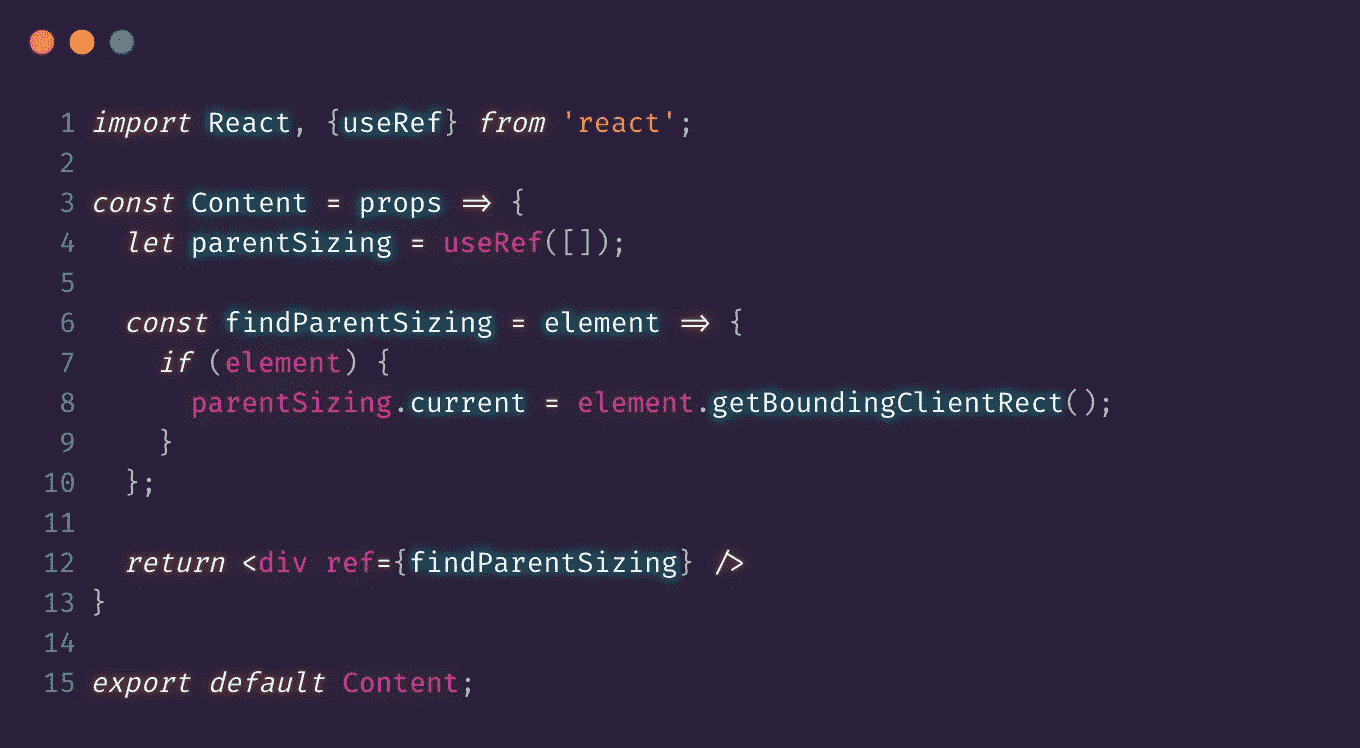 1 import React, {useRef} from 'react';
2
3 const Content = props => {
4   let parentSizing = useRef([]);
5
6   const findParentSizing = element => {
7     if (element) {
8       parentSizing.current = element.getBoundingClientRect();
9     }
10   };
11
12   return <div ref={findParentSizing} />
13 }
14
15 export default Content;